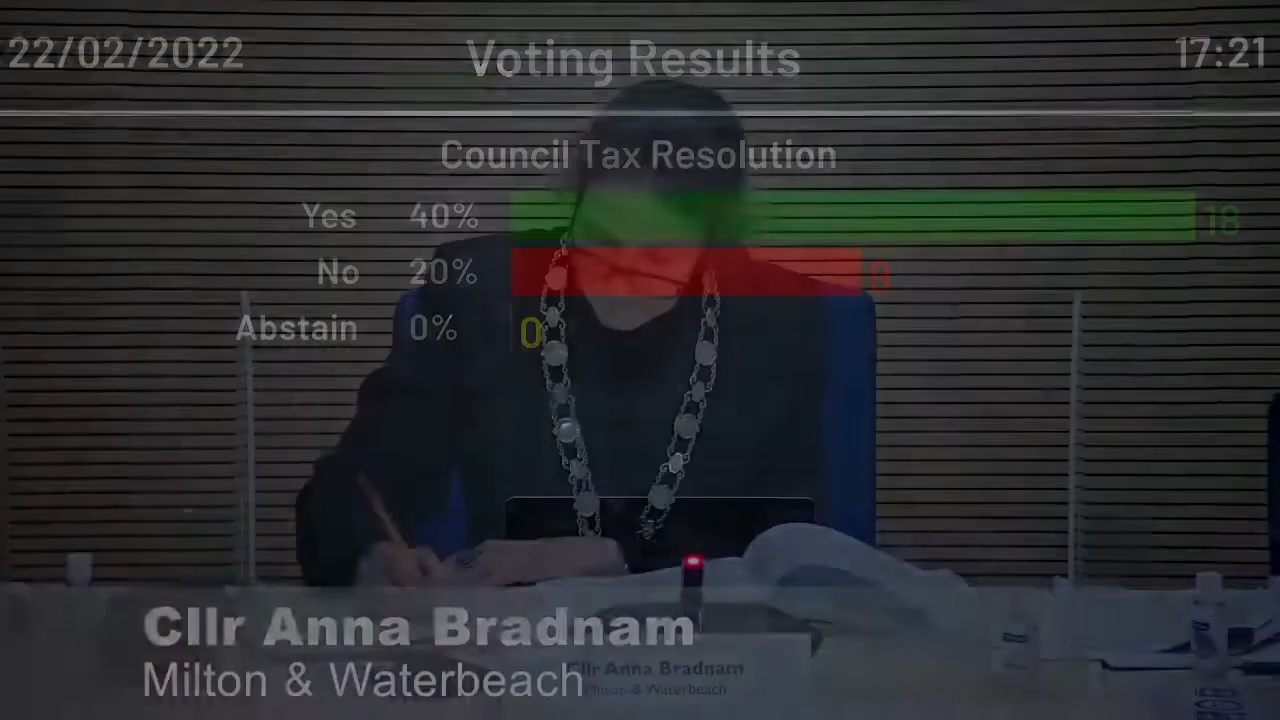 22/02/2022 Voting Results 17:21
Council Tax Resolution
Yes 40% 18
No 20% 9
Abstain 0% 0
Cllr Anna Bradnam
Milton & Waterbeach
Cllr Anna Bradnam
Milton & Waterbeach